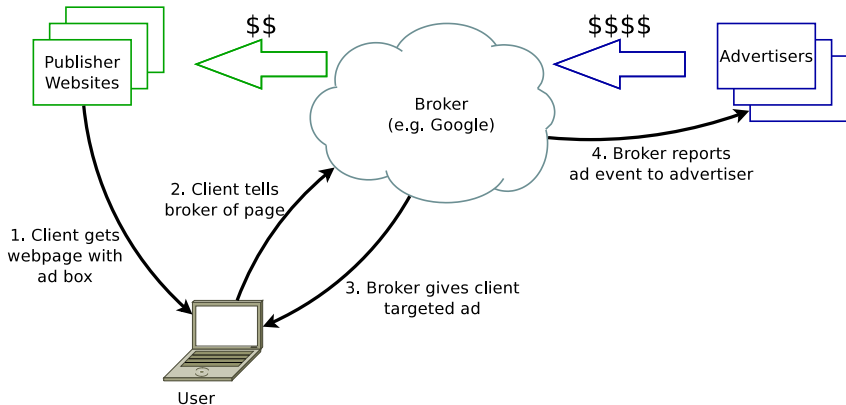 $$
$$$$
Publisher
Websites
Advertisers
Broker
(e.g. Google)
4. Broker reports
ad event to advertiser
2. Client tells
broker of page
1. Client gets
webpage with
ad box
3. Broker gives client
targeted ad
User